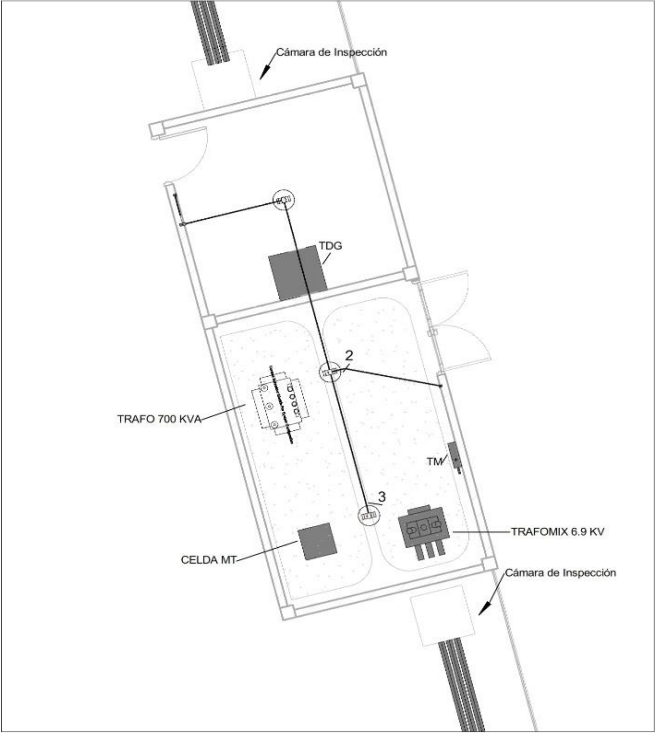 Cámara de Inspección
TDG
2
TRAFO 700 KVA
TM
3
TRAFOMIX 6.9 KV
CELDA MT
Cámara de Inspección